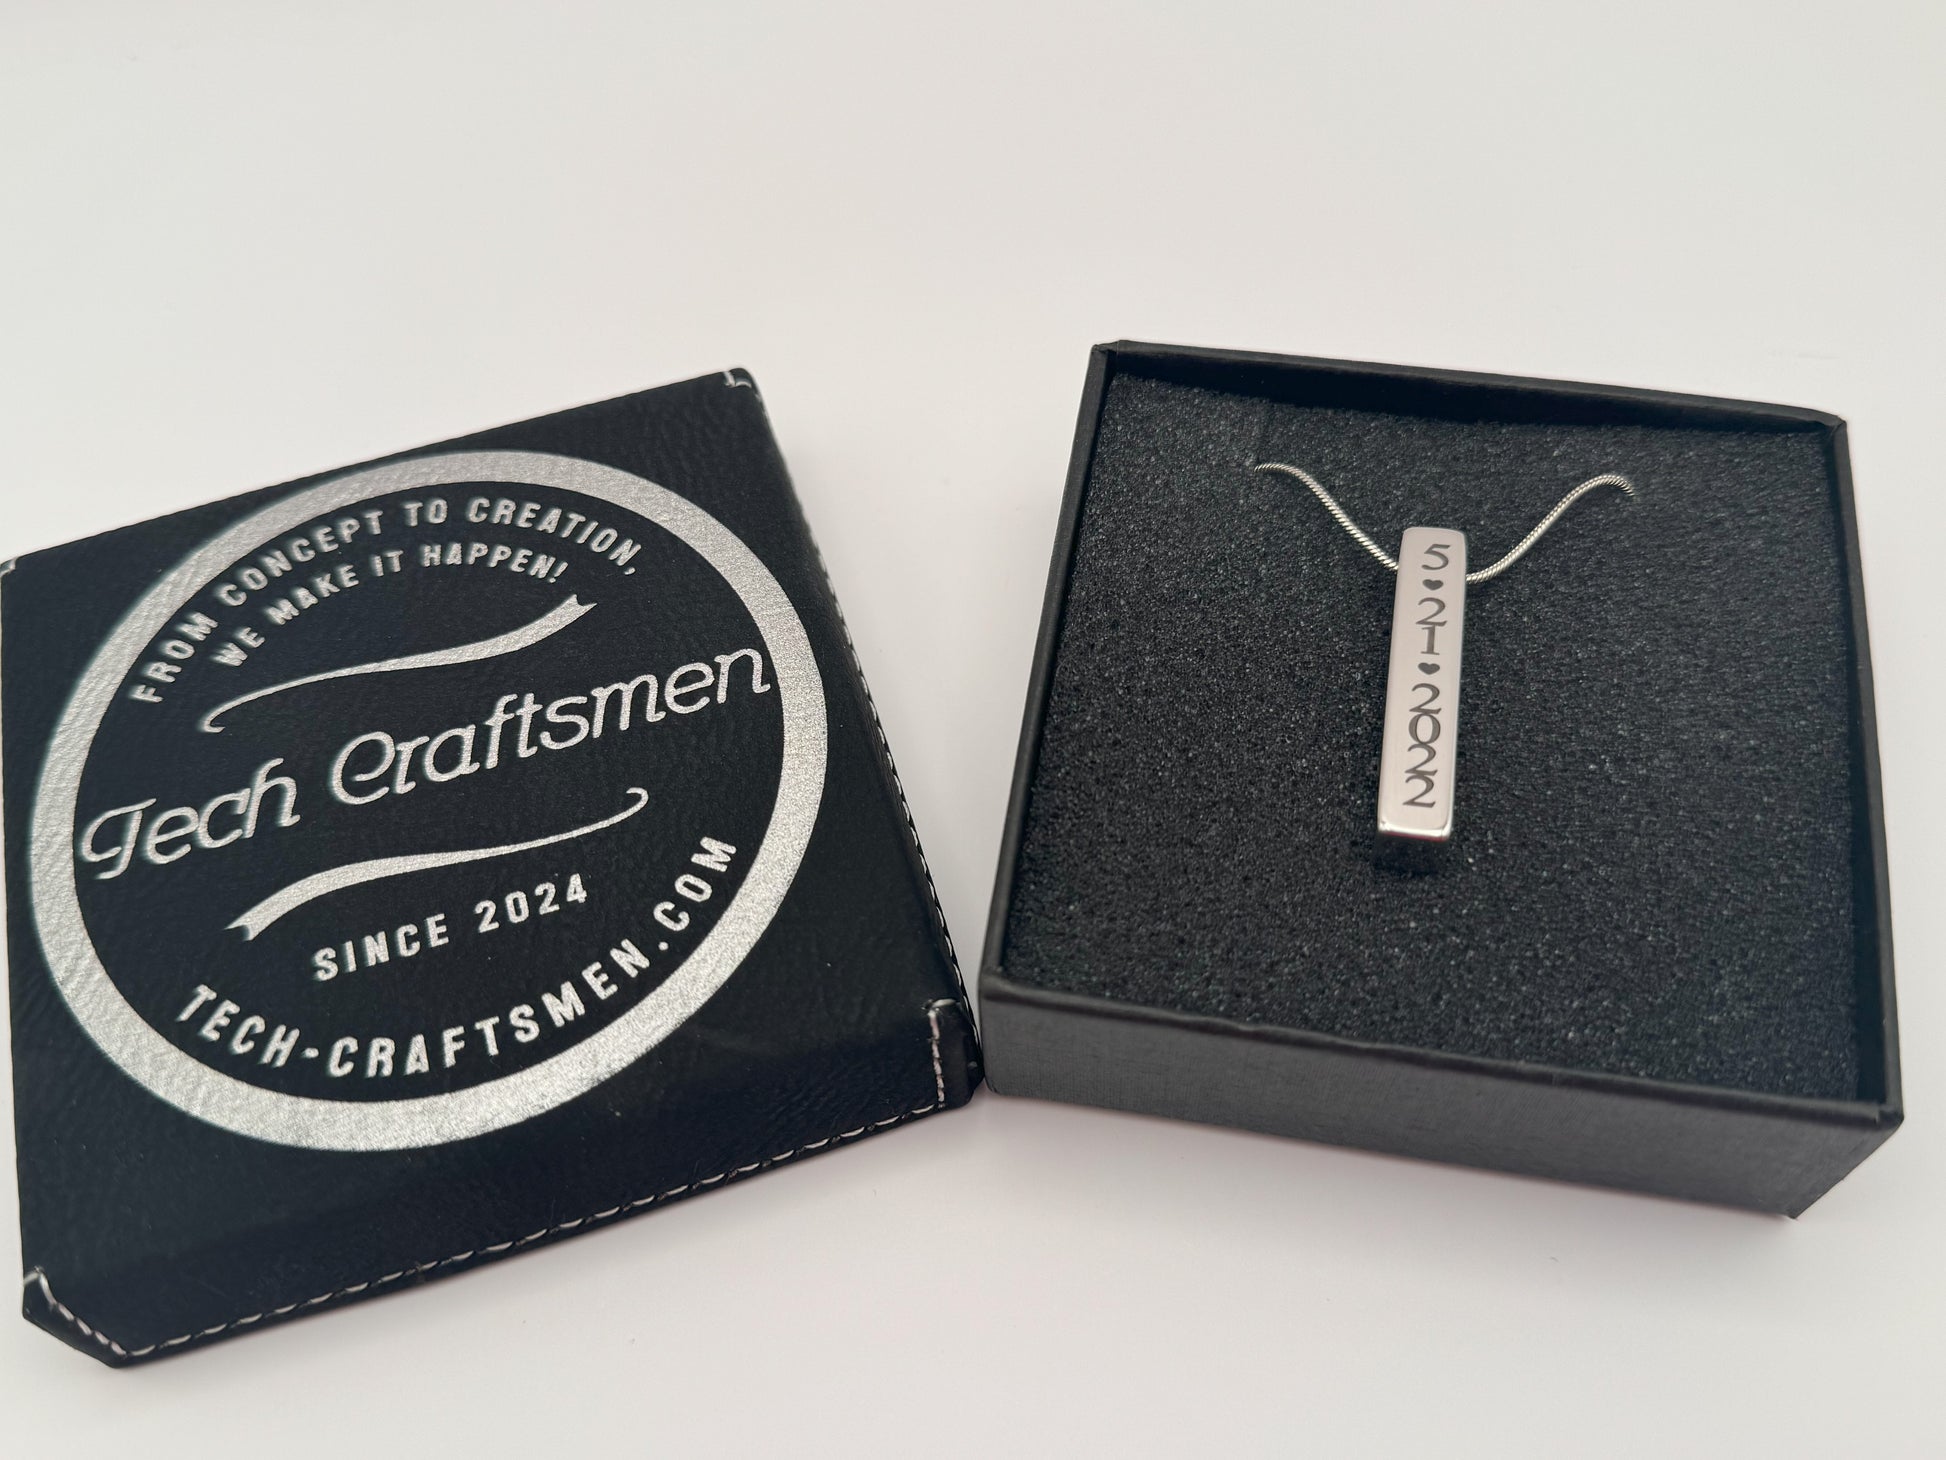 FROM CONCEPT TO CREATION,
WE MAKE IT HAPPEN!
Tech Craftsmen
SINCE 2024
TECH-CRAFTSMEN.COM
5♥21♥2022